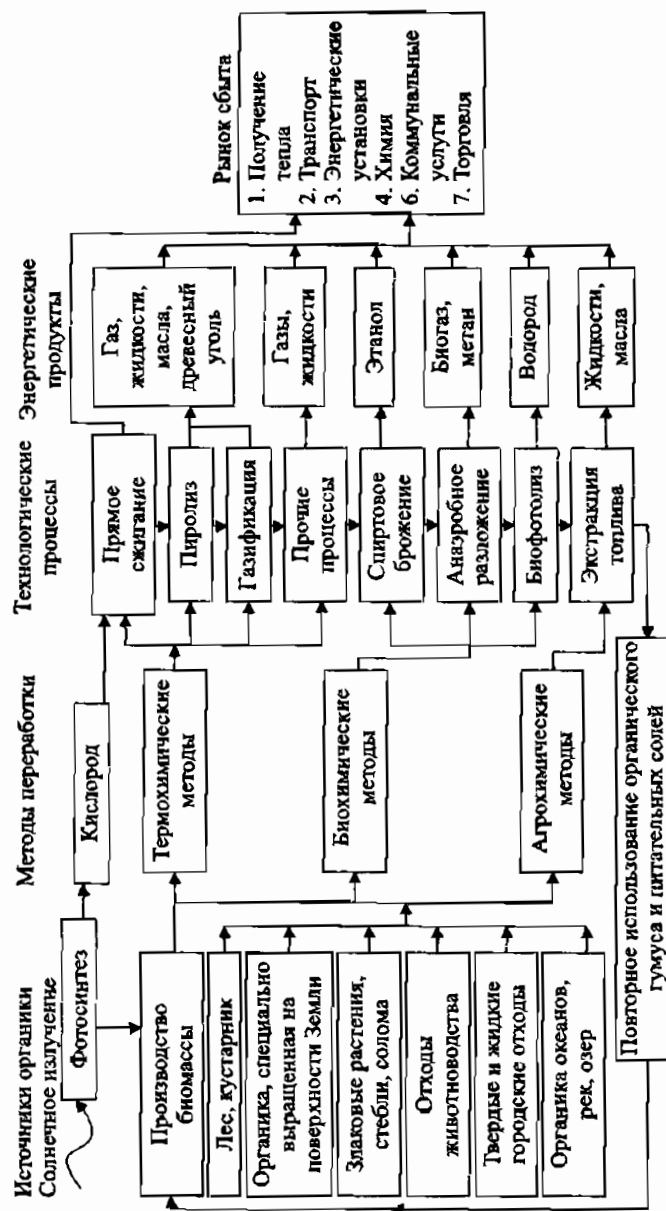 Источники органики
Солнечное излучение
Фотосинтез
Производство
биомассы
Лес, кустарник
Органика, специально
выращенная на
поверхности Земли
Злаковые растения,
стебли, солома
Отходы
животноводства
Твердые и жидкие
городские отходы
Органика океанов,
рек, озер
Методы переработки
Кислород
Термохимические
методы
Биохимические
методы
Агрохимические
методы
Повторное использование органического
гумуса и питательных солей
Технологические
процессы
Прямое
сжигание
Пиролиз
Газификация
Прочие
процессы
Спиртовое
брожение
Анаэробное
разложение
Биофотолиз
Экстракция
топлива
Энергетические
продукты
Газ,
жидкости,
масла,
древесный
уголь
Газы,
жидкости
Этанол
Биогаз,
метан
Водород
Жидкости,
масла
Рынок сбыта
1. Получение
тепла
2. Транспорт
3. Энергетические
установки
4. Химия
6. Коммунальные
услуги
7. Торговля